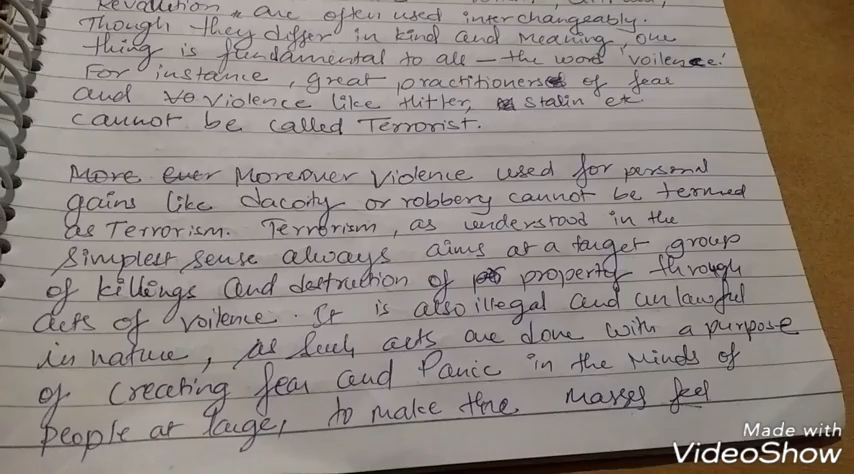 Revolution" are often used interchangeably.
Though they differ in kind and meaning, one
thing is fundamental to all – the word 'voilence'.
For instance, great practitioners of fear
and violence like Hitler, Stalin etc.
cannot be called Terrorist.
More ever Moreover Violence used for personal
gains like dacoity or robbery cannot be termed
as Terrorism. Terrorism, as understood in the
simplest sense always aims at a target group
of killings and destruction of property through
acts of voilence. It is also illegal and unlawful
in nature, as such acts are done with a purpose
of creating fear and Panic in the Minds of
people at large, to make the Masses feel
Made with
VideoShow